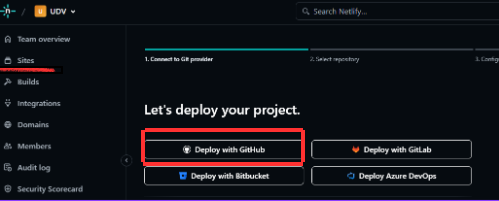 UDV
Search Netlify...
Team overview
Sites
Builds
Integrations
Domains
Members
Audit log
Security Scorecard
1. Connect to Git provider
2. Select repository
3. Config
Let's deploy your project.
Deploy with GitHub
Deploy with GitLab
Deploy with Bitbucket
Deploy Azure DevOps